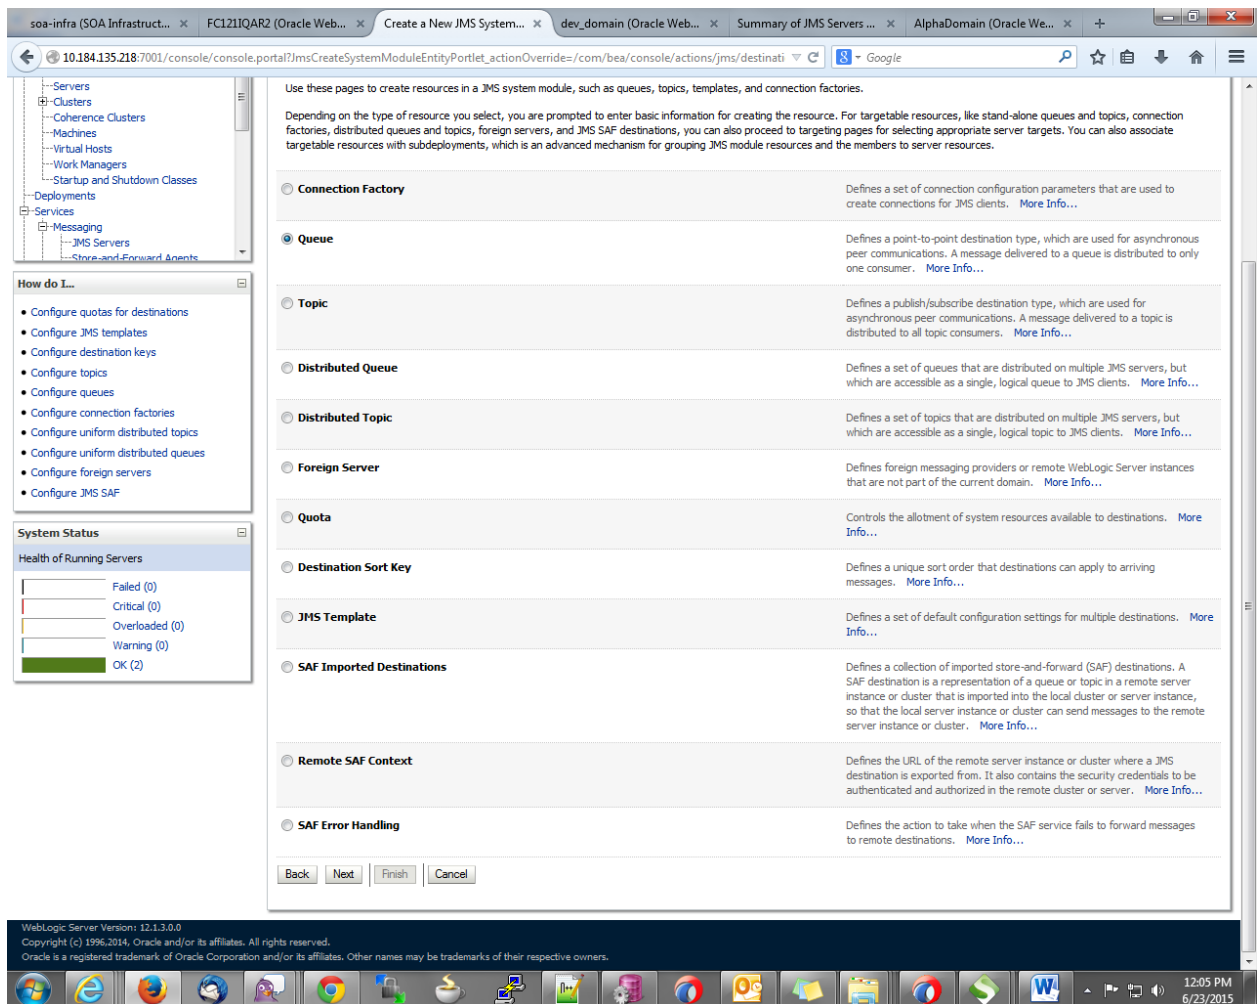 soa-infra (SOA Infrastruct...
FC121IQAR2 (Oracle Web...
Create a New JMS System...
dev_domain (Oracle Web...
Summary of JMS Servers ...
AlphaDomain (Oracle We...
10.184.135.218:7001/console/console.portal?JmsCreateSystemModuleEntityPortlet_actionOverride=/com/bea/console/actions/jms/destinati
Google
Servers
Clusters
Coherence Clusters
Machines
Virtual Hosts
Work Managers
Startup and Shutdown Classes
Deployments
Services
Messaging
JMS Servers
Store-and-Forward Agents
How do I...
Configure quotas for destinations
Configure JMS templates
Configure destination keys
Configure topics
Configure queues
Configure connection factories
Configure uniform distributed topics
Configure uniform distributed queues
Configure foreign servers
Configure JMS SAF
System Status
Health of Running Servers
Failed (0)
Critical (0)
Overloaded (0)
Warning (0)
OK (2)
Use these pages to create resources in a JMS system module, such as queues, topics, templates, and connection factories.
Depending on the type of resource you select, you are prompted to enter basic information for creating the resource. For targetable resources, like stand-alone queues and topics, connection
factories, distributed queues and topics, foreign servers, and JMS SAF destinations, you can also proceed to targeting pages for selecting appropriate server targets. You can also associate
targetable resources with subdeployments, which is an advanced mechanism for grouping JMS module resources and the members to server resources.
Connection Factory
Defines a set of connection configuration parameters that are used to
create connections for JMS clients. More Info...
Queue
Defines a point-to-point destination type, which are used for asynchronous
peer communications. A message delivered to a queue is distributed to only
one consumer. More Info...
Topic
Defines a publish/subscribe destination type, which are used for
asynchronous peer communications. A message delivered to a topic is
distributed to all topic consumers. More Info...
Distributed Queue
Defines a set of queues that are distributed on multiple JMS servers, but
which are accessible as a single, logical queue to JMS clients. More Info...
Distributed Topic
Defines a set of topics that are distributed on multiple JMS servers, but
which are accessible as a single, logical topic to JMS clients. More Info...
Foreign Server
Defines foreign messaging providers or remote WebLogic Server instances
that are not part of the current domain. More Info...
Quota
Controls the allotment of system resources available to destinations. More
Info...
Destination Sort Key
Defines a unique sort order that destinations can apply to arriving
messages. More Info...
JMS Template
Defines a set of default configuration settings for multiple destinations. More
Info...
SAF Imported Destinations
Defines a collection of imported store-and-forward (SAF) destinations. A
SAF destination is a representation of a queue or topic in a remote server
instance or cluster that is imported into the local cluster or server instance,
so that the local server instance or cluster can send messages to the remote
server instance or cluster. More Info...
Remote SAF Context
Defines the URL of the remote server instance or cluster where a JMS
destination is exported from. It also contains the security credentials to be
authenticated and authorized in the remote cluster or server. More Info...
SAF Error Handling
Defines the action to take when the SAF service fails to forward messages
to remote destinations. More Info...
Back Next Finish Cancel
WebLogic Server Version: 12.1.3.0.0
Copyright (c) 1996,2014, Oracle and/or its affiliates. All rights reserved.
Oracle is a registered trademark of Oracle Corporation and/or its affiliates. Other names may be trademarks of their respective owners.
12:05 PM
6/23/2015